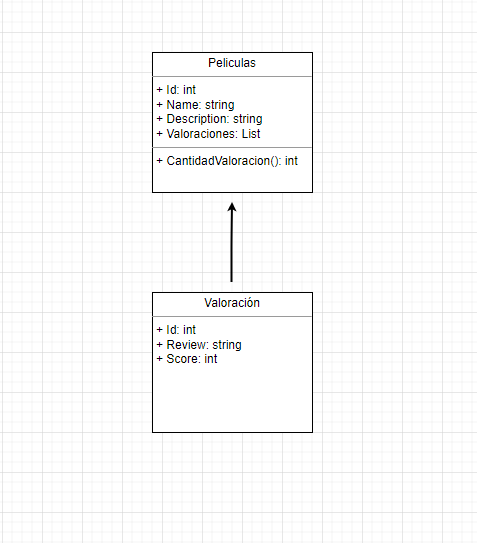 Peliculas
+ Id: int
+ Name: string
+ Description: string
+ Valoraciones: List
+ CantidadValoracion(): int
Valoración
+ Id: int
+ Review: string
+ Score: int